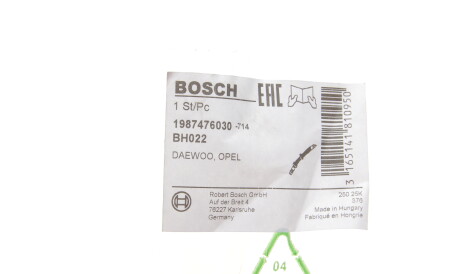 BOSCH EAC
1 St/Pc
1987476030 -714
BH022
DAEWOO, OPEL
3 165141 810950
Robert Bosch GmbH
Auf der Breit 4
76227 Karlsruhe
Germany
Made in Hungary
Fabriqué en Hongrie
04